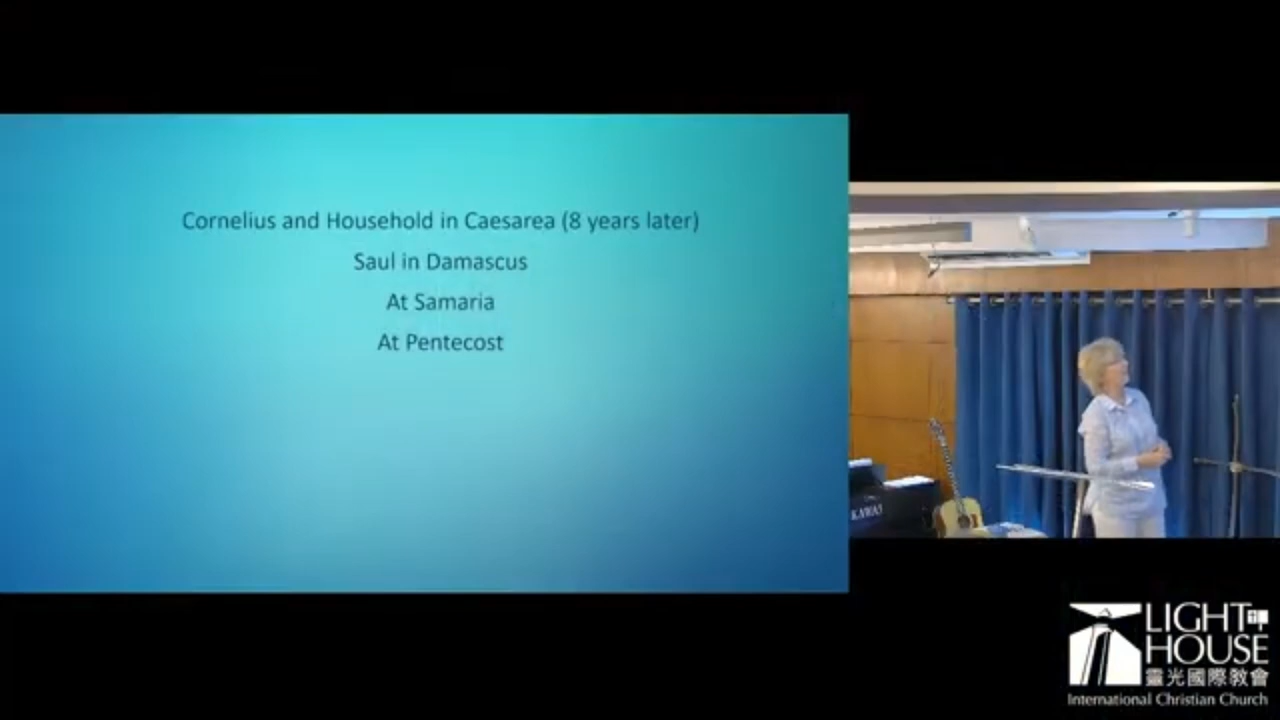 Cornelius and Household in Caesarea (8 years later)
Saul in Damascus
At Samaria
At Pentecost
KAWAI
LIGHT
HOUSE
靈光國際敎會
International Christian Church